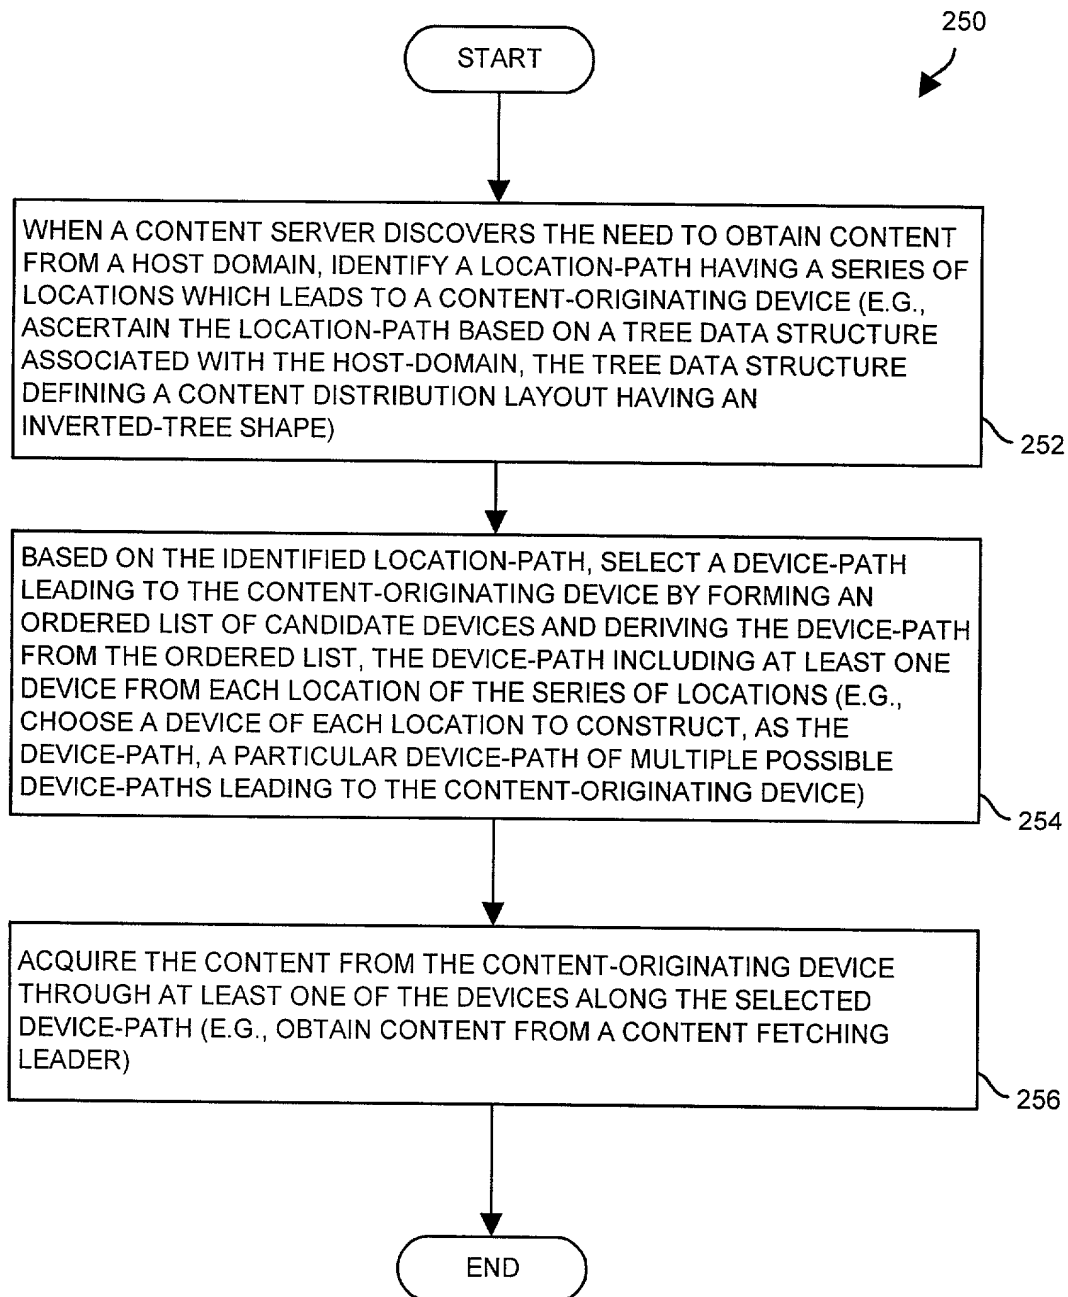 250
START
WHEN A CONTENT SERVER DISCOVERS THE NEED TO OBTAIN CONTENT
FROM A HOST DOMAIN, IDENTIFY A LOCATION-PATH HAVING A SERIES OF
LOCATIONS WHICH LEADS TO A CONTENT-ORIGINATING DEVICE (E.G.,
ASCERTAIN THE LOCATION-PATH BASED ON A TREE DATA STRUCTURE
ASSOCIATED WITH THE HOST-DOMAIN, THE TREE DATA STRUCTURE
DEFINING A CONTENT DISTRIBUTION LAYOUT HAVING AN
INVERTED-TREE SHAPE)
252
BASED ON THE IDENTIFIED LOCATION-PATH, SELECT A DEVICE-PATH
LEADING TO THE CONTENT-ORIGINATING DEVICE BY FORMING AN
ORDERED LIST OF CANDIDATE DEVICES AND DERIVING THE DEVICE-PATH
FROM THE ORDERED LIST, THE DEVICE-PATH INCLUDING AT LEAST ONE
DEVICE FROM EACH LOCATION OF THE SERIES OF LOCATIONS (E.G.,
CHOOSE A DEVICE OF EACH LOCATION TO CONSTRUCT, AS THE
DEVICE-PATH, A PARTICULAR DEVICE-PATH OF MULTIPLE POSSIBLE
DEVICE-PATHS LEADING TO THE CONTENT-ORIGINATING DEVICE)
254
ACQUIRE THE CONTENT FROM THE CONTENT-ORIGINATING DEVICE
THROUGH AT LEAST ONE OF THE DEVICES ALONG THE SELECTED
DEVICE-PATH (E.G., OBTAIN CONTENT FROM A CONTENT FETCHING
LEADER)
256
END